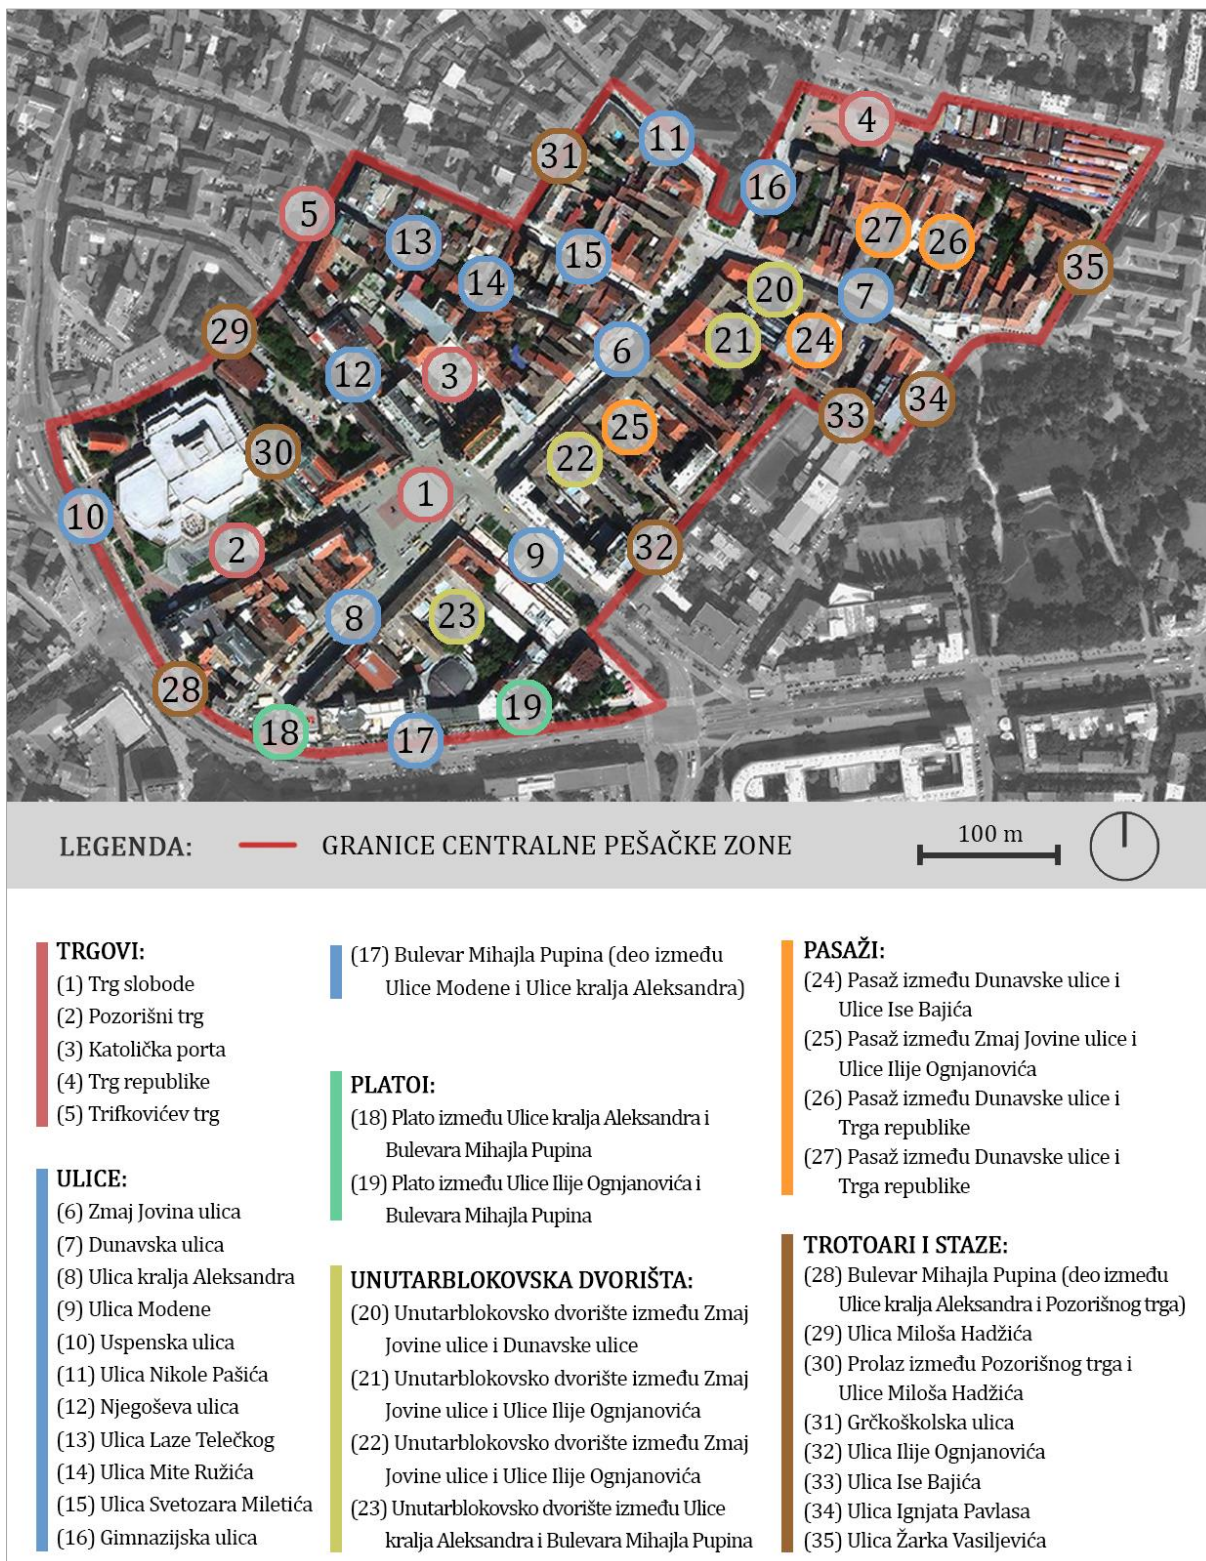 4
11
31
16
5
27
13
26
15
35
14
20
7
29
6
21
24
12
3
34
33
25
30
22
1
10
2
9
32
8
23
28
19
18
17
LEGENDA:
GRANICE CENTRALNE PEŠAČKE ZONE
100 m
TRGOVI:
(1) Trg slobode
(2) Pozorišni trg
(3) Katolička porta
(4) Trg republike
(5) Trifkovićev trg
ULICE:
(6) Zmaj Jovina ulica
(7) Dunavska ulica
(8) Ulica kralja Aleksandra
(9) Ulica Modene
(10) Uspenska ulica
(11) Ulica Nikole Pašića
(12) Njegoševa ulica
(13) Ulica Laze Telečkog
(14) Ulica Mite Ružića
(15) Ulica Svetozara Miletića
(16) Gimnazijska ulica
(17) Bulevar Mihajla Pupina (deo između
Ulice Modene i Ulice kralja Aleksandra)
PLATOI:
(18) Plato između Ulice kralja Aleksandra i
Bulevara Mihajla Pupina
(19) Plato između Ulice Ilije Ognjanovića i
Bulevara Mihajla Pupina
UNUTARBLOKOVSKA DVORIŠTA:
(20) Unutarblokovsko dvorište između Zmaj
Jovine ulice i Dunavske ulice
(21) Unutarblokovsko dvorište između Zmaj
Jovine ulice i Ulice Ilije Ognjanovića
(22) Unutarblokovsko dvorište između Zmaj
Jovine ulice i Ulice Ilije Ognjanovića
(23) Unutarblokovsko dvorište između Ulice
kralja Aleksandra i Bulevara Mihajla Pupina
PASAŽI:
(24) Pasaž između Dunavske ulice i
Ulice Ise Bajića
(25) Pasaž između Zmaj Jovine ulice i
Ulice Ilije Ognjanovića
(26) Pasaž između Dunavske ulice i
Trga republike
(27) Pasaž između Dunavske ulice i
Trga republike
TROTOARI I STAZE:
(28) Bulevar Mihajla Pupina (deo između
Ulice kralja Aleksandra i Pozorišnog trga)
(29) Ulica Miloša Hadžića
(30) Prolaz između Pozorišnog trga i
Ulice Miloša Hadžića
(31) Grčkoškolska ulica
(32) Ulica Ilije Ognjanovića
(33) Ulica Ise Bajića
(34) Ulica Ignjata Pavlasa
(35) Ulica Žarka Vasiljevića